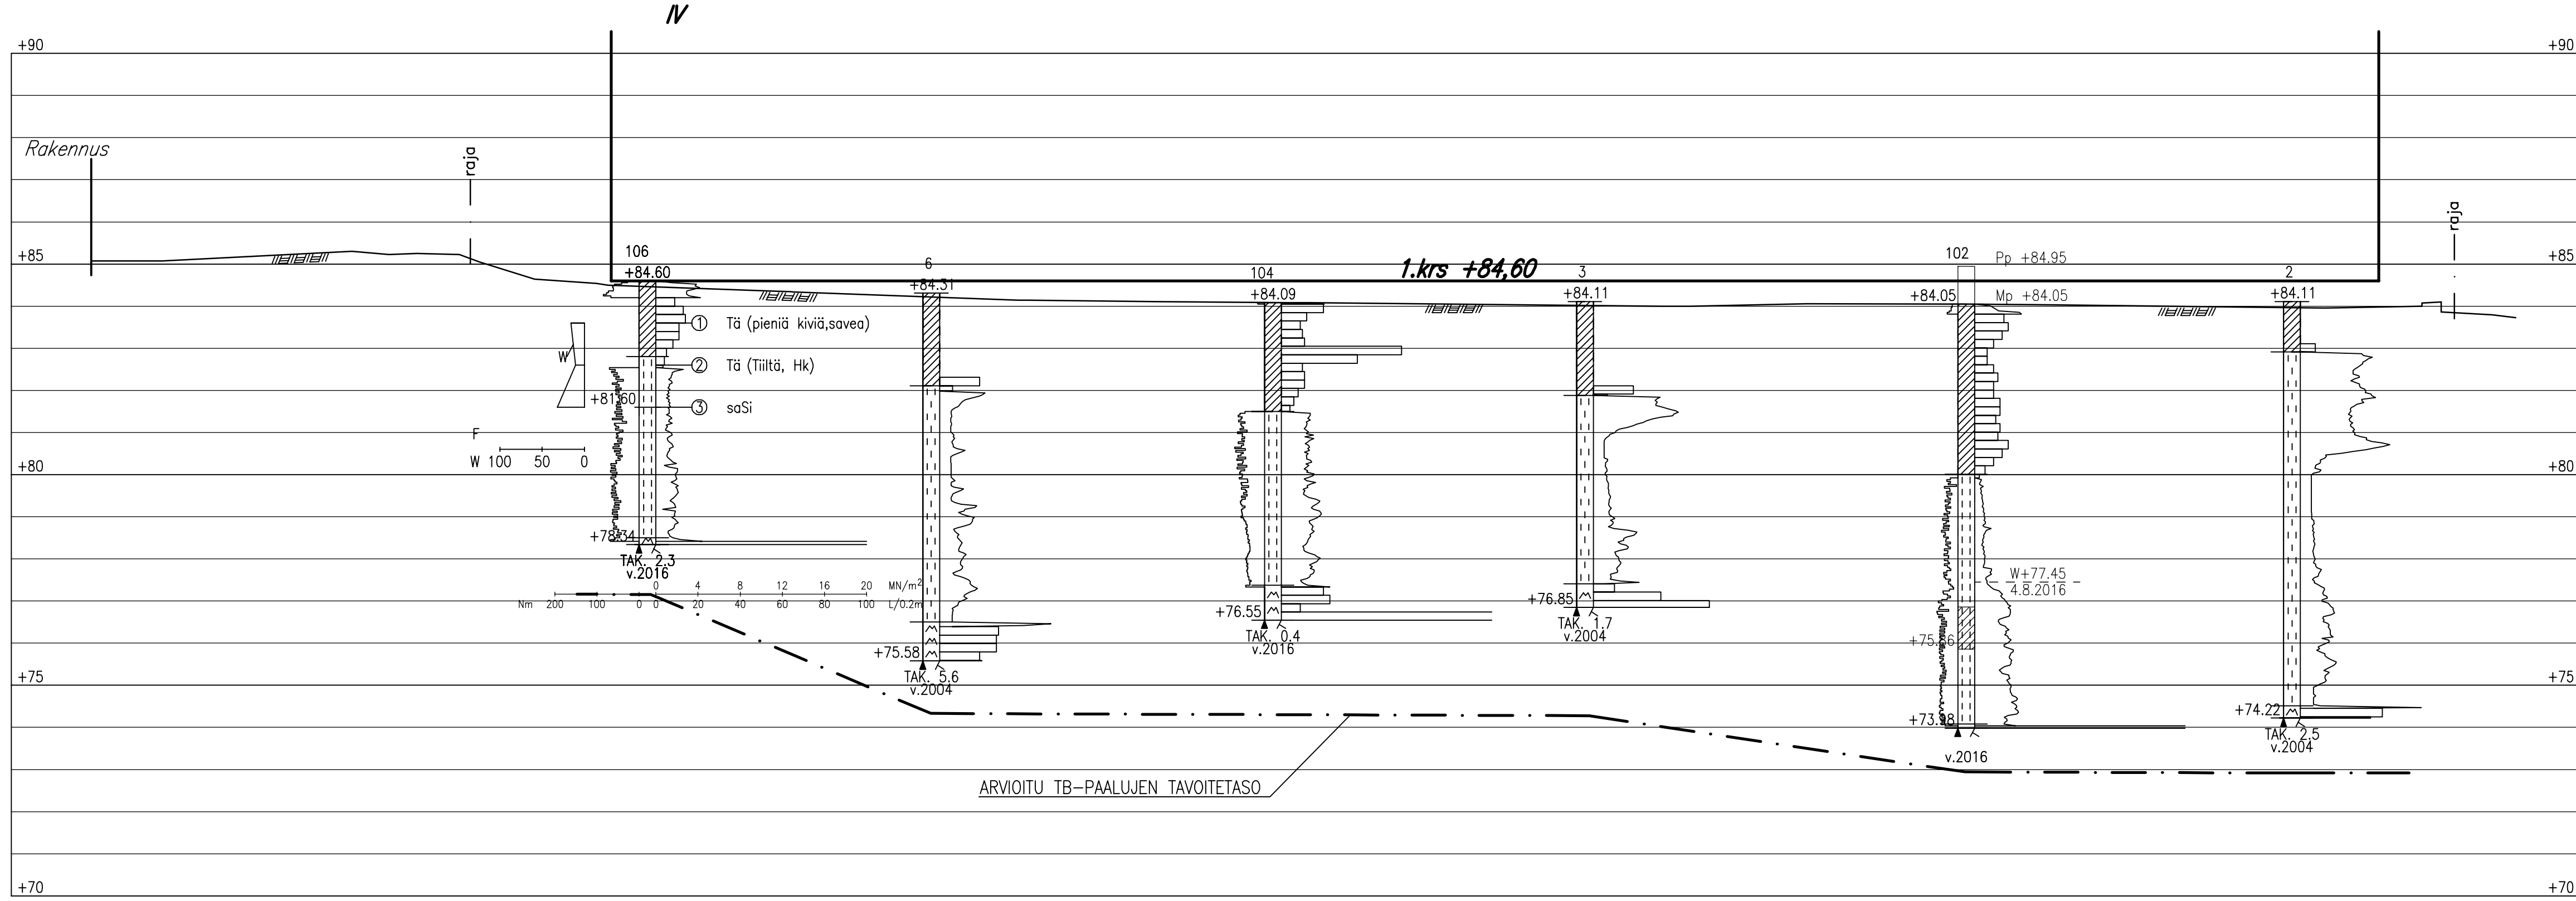 IV
+90
+90
Rakennus
raja
raja
+85
+85
106
+84.60
6
+84.31
104
+84.09
1.krs +84,60
3
+84.11
102
Pp +84.95
+84.05
Mp +84.05
2
+84.11
1 Tä (pieniä kiviä,savea)
W
2 Tä (Tiiltä, Hk)
+81.60
3 saSi
F
W 100 50 0
+80
+80
+78.34
TAK. 2.3
v.2016
0 4 8 12 16 20 MN/m²
Nm 200 100 0 0 20 40 60 80 100 L/0.2m
+75.58
TAK. 5.6
v.2004
+76.55
TAK. 0.4
v.2016
+76.85
TAK. 1.7
v.2004
W+77.45
4.8.2016
+73.98
v.2016
+74.22
TAK. 2.5
v.2004
+75
+75
ARVIOITU TB-PAALUJEN TAVOITETASO
+70
+70